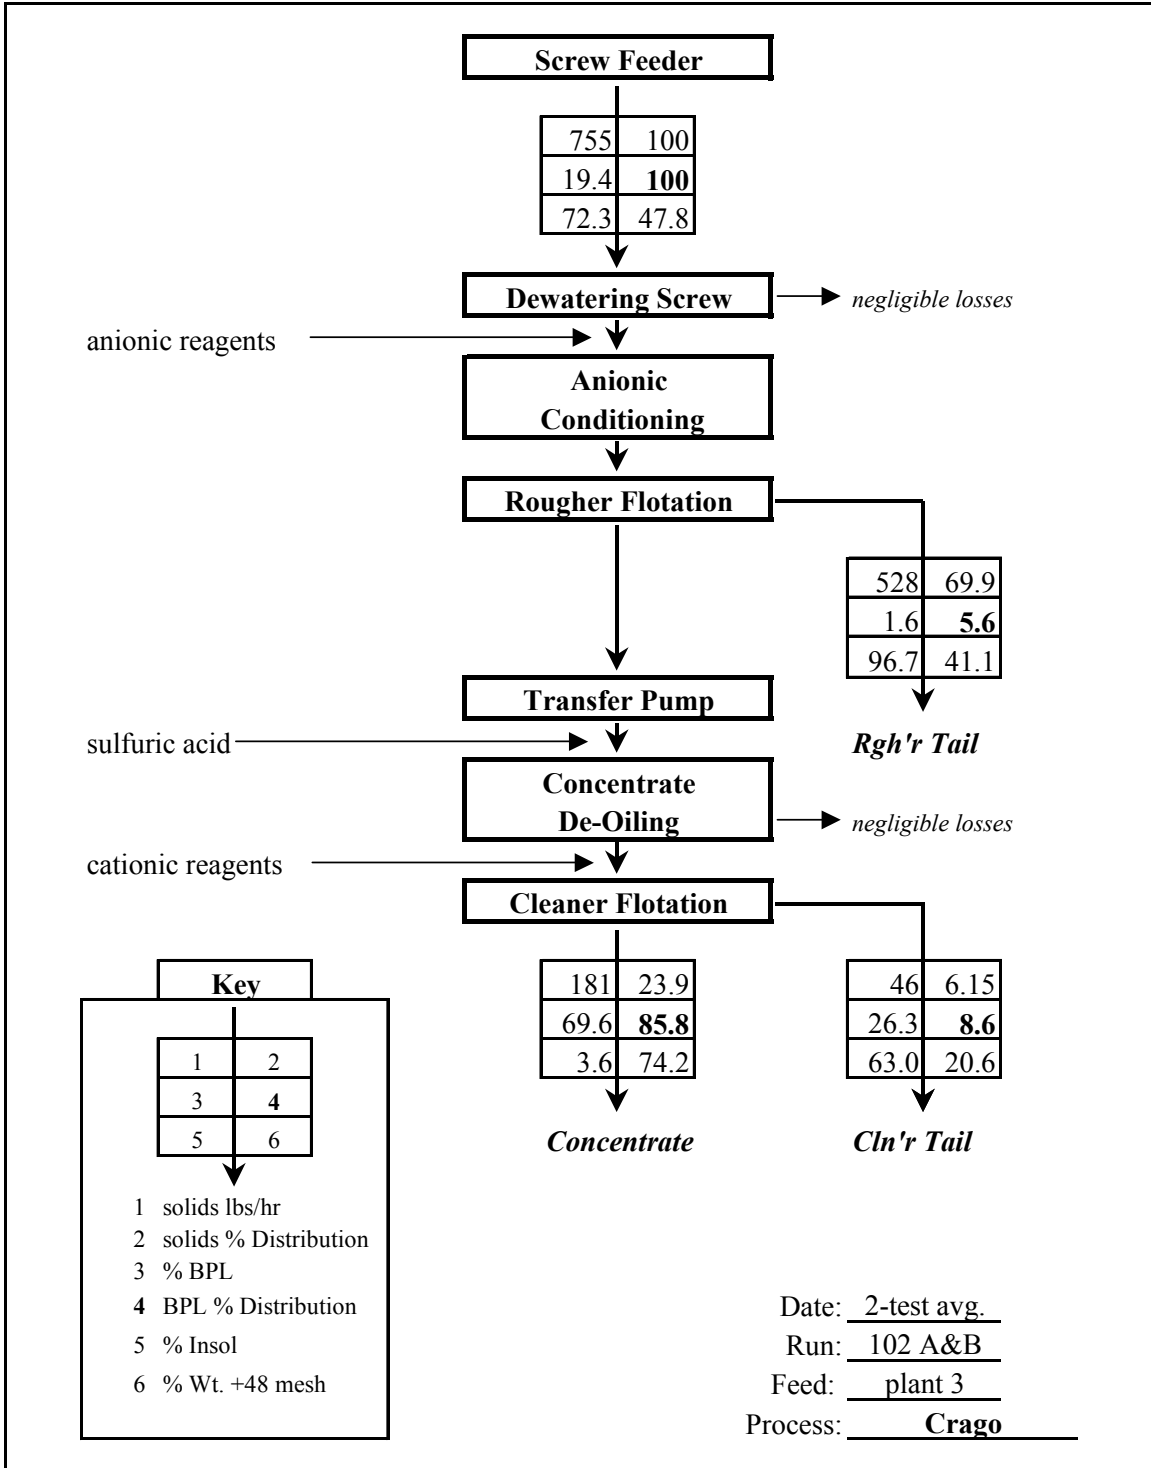 Screw Feeder
755 100
19.4 100
72.3 47.8
Dewatering Screw
negligible losses
anionic reagents
Anionic
Conditioning
Rougher Flotation
528 69.9
1.6 5.6
96.7 41.1
Rgh'r Tail
Transfer Pump
sulfuric acid
Concentrate
De-Oiling
negligible losses
cationic reagents
Cleaner Flotation
181 23.9
69.6 85.8
3.6 74.2
Concentrate
46 6.15
26.3 8.6
63.0 20.6
Cln'r Tail
Key
1 2
3 4
5 6
1 solids lbs/hr
2 solids % Distribution
3 % BPL
4 BPL % Distribution
5 % Insol
6 % Wt. +48 mesh
Date: 2-test avg.
Run: 102 A&B
Feed: plant 3
Process: Crago